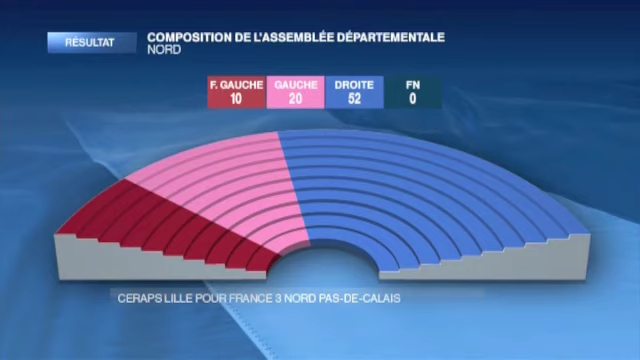 RÉSULTAT
COMPOSITION DE L'ASSEMBLÉE DÉPARTEMENTALE
NORD
F. GAUCHE GAUCHE DROITE FN
10 20 52 0
CERAPS LILLE POUR FRANCE 3 NORD PAS-DE-CALAIS